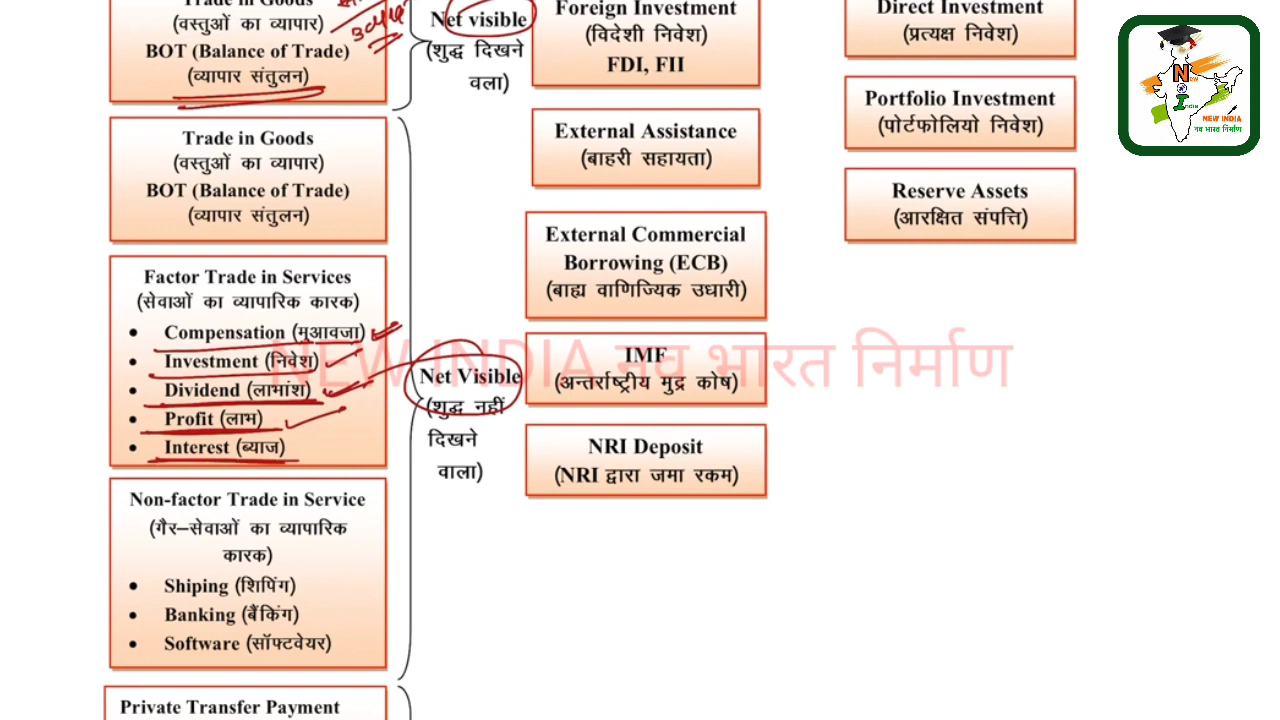 Trade in Goods
(वस्तुओं का व्यापार)
BOT (Balance of Trade)
(व्यापार संतुलन)
Net visible
(शुद्ध दिखने
वला)
Trade in Goods
(वस्तुओं का व्यापार)
BOT (Balance of Trade)
(व्यापार संतुलन)
Factor Trade in Services
(सेवाओं का व्यापारिक कारक)
• Compensation (मुआवजा)
• Investment (निवेश)
• Dividend (लाभांश)
• Profit (लाभ)
• Interest (ब्याज)
Non-factor Trade in Service
(गैर–सेवाओं का व्यापारिक
कारक)
• Shiping (शिपिंग)
• Banking (बैंकिंग)
• Software (सॉफ्टवेयर)
Net Visible
(शुद्ध नहीं
दिखने
वाला)
Private Transfer Payment
Foreign Investment
(विदेशी निवेश)
FDI, FII
External Assistance
(बाहरी सहायता)
External Commercial
Borrowing (ECB)
(बाह्य वाणिज्यिक उधारी)
IMF
(अन्तर्राष्ट्रीय मुद्र कोष)
NRI Deposit
(NRI द्वारा जमा रकम)
Direct Investment
(प्रत्यक्ष निवेश)
Portfolio Investment
(पोर्टफोलियो निवेश)
Reserve Assets
(आरक्षित संपत्ति)
NEW INDIA नव भारत निर्माण
New
India
NEW INDIA
नव भारत निर्माण